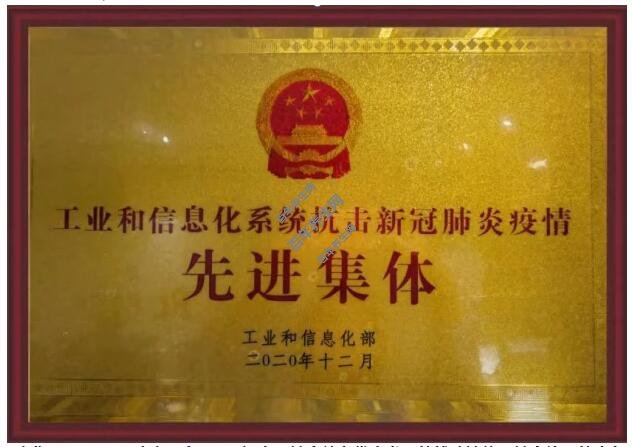 工业和信息化系统抗击新冠肺炎疫情
先进集体
工业和信息化部
二〇二〇年十二月